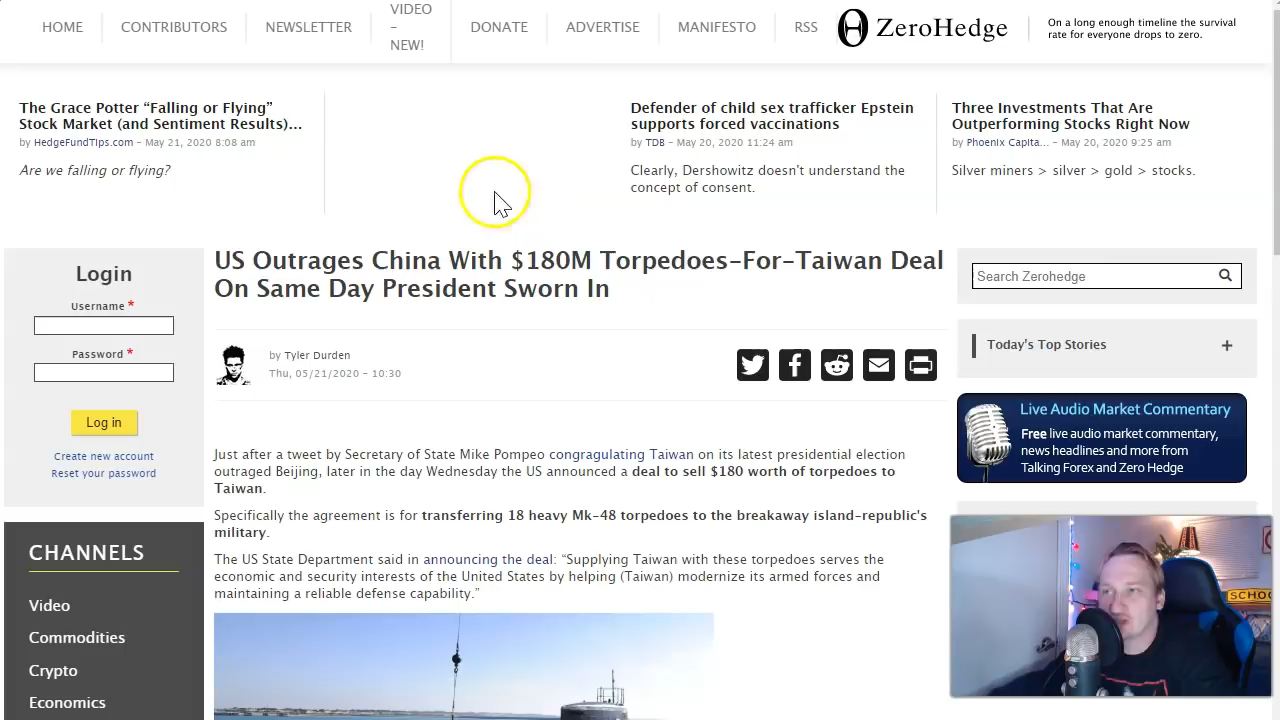 HOME
CONTRIBUTORS
NEWSLETTER
VIDEO
–
NEW!
DONATE
ADVERTISE
MANIFESTO
RSS
ZeroHedge
On a long enough timeline the survival
rate for everyone drops to zero.
The Grace Potter “Falling or Flying”
Stock Market (and Sentiment Results)...
by HedgeFundTips.com - May 21, 2020 8:08 am
Are we falling or flying?
Defender of child sex trafficker Epstein
supports forced vaccinations
by TDB - May 20, 2020 11:24 am
Clearly, Dershowitz doesn't understand the
concept of consent.
Three Investments That Are
Outperforming Stocks Right Now
by Phoenix Capita... - May 20, 2020 9:25 am
Silver miners > silver > gold > stocks.
Login
Username *
Password *
Log in
Create new account
Reset your password
CHANNELS
Video
Commodities
Crypto
Economics
US Outrages China With $180M Torpedoes-For-Taiwan Deal
On Same Day President Sworn In
by Tyler Durden
Thu, 05/21/2020 - 10:30
Just after a tweet by Secretary of State Mike Pompeo congragulating Taiwan on its latest presidential election
outraged Beijing, later in the day Wednesday the US announced a deal to sell $180 worth of torpedoes to
Taiwan.
Specifically the agreement is for transferring 18 heavy Mk-48 torpedoes to the breakaway island-republic's
military.
The US State Department said in announcing the deal: “Supplying Taiwan with these torpedoes serves the
economic and security interests of the United States by helping (Taiwan) modernize its armed forces and
maintaining a reliable defense capability.”
Search Zerohedge
Today's Top Stories
+
Live Audio Market Commentary
Free live audio market commentary,
news headlines and more from
Talking Forex and Zero Hedge
SCHOO